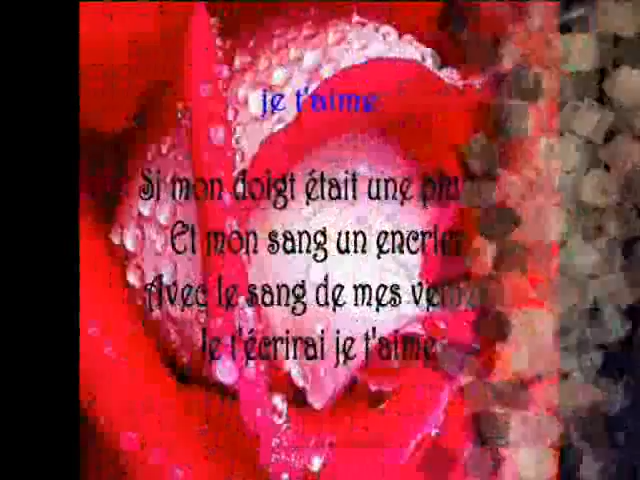 je t'aime
Si mon doigt était une
Et mon sang un encrier
Avec le sang de mes
Je t'écrirai je t'aime